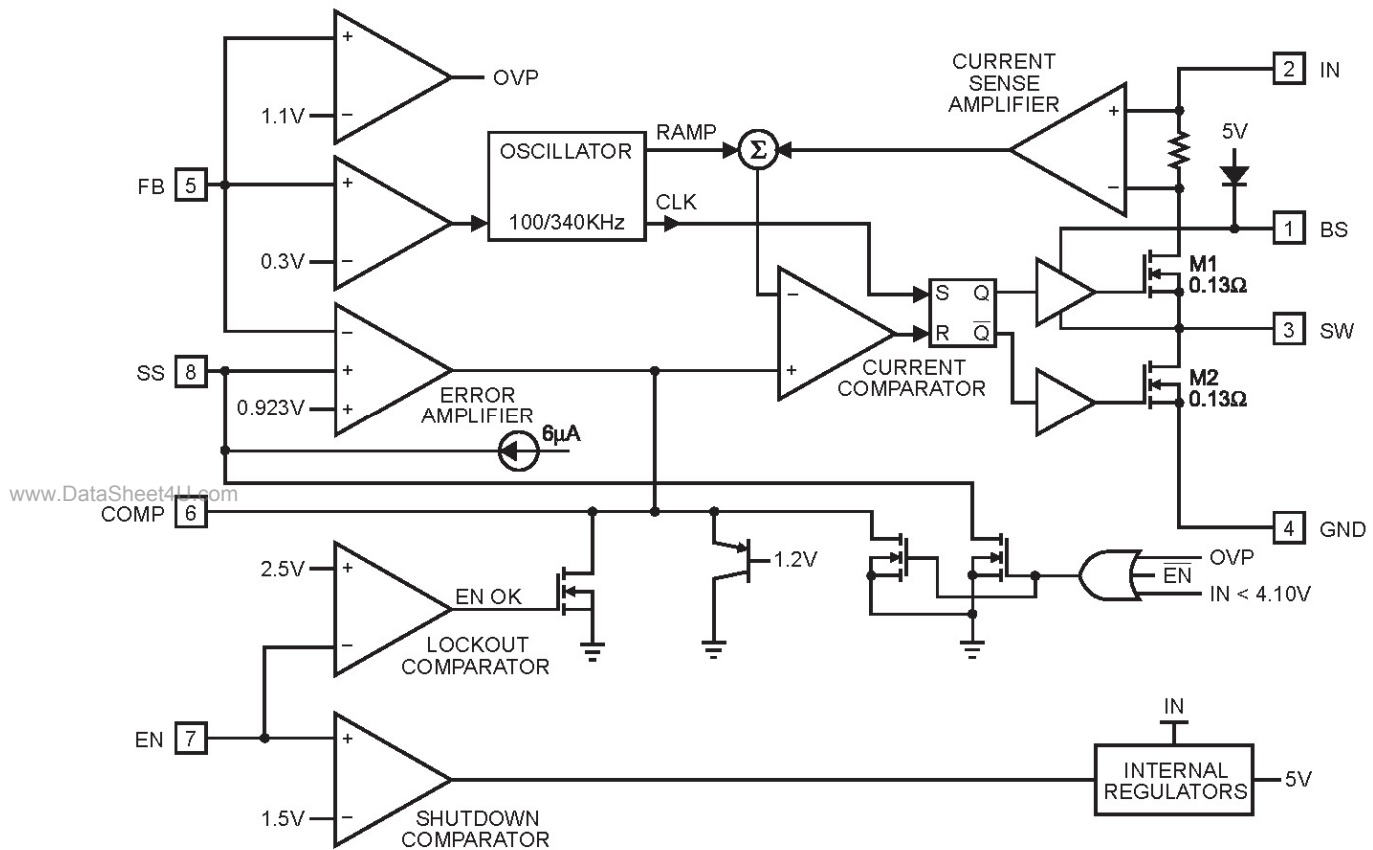 +
OVP
1.1V
−
CURRENT
SENSE
AMPLIFIER
2 IN
+
−
5V
RAMP
Σ
OSCILLATOR
100/340KHz
CLK
FB 5
+
0.3V
−
1 BS
M1
0.13Ω
−
+
S Q
R Q̅
CURRENT
COMPARATOR
3 SW
SS 8
−
+
0.923V
+
ERROR
AMPLIFIER
M2
0.13Ω
6µA
www.DataSheet4U.com
COMP 6
4 GND
2.5V
+
−
EN OK
LOCKOUT
COMPARATOR
1.2V
OVP
E̅N̅
IN < 4.10V
EN 7
+
1.5V
−
SHUTDOWN
COMPARATOR
IN
INTERNAL
REGULATORS
5V